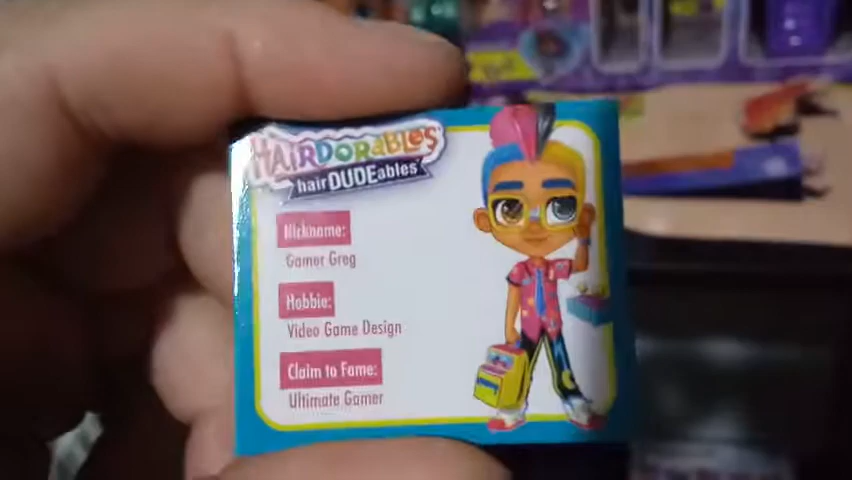 HAIRDORABLES
hairDUDEables
Nickname:
Gamer Greg
Hobbie:
Video Game Design
Claim to Fame:
Ultimate Gamer